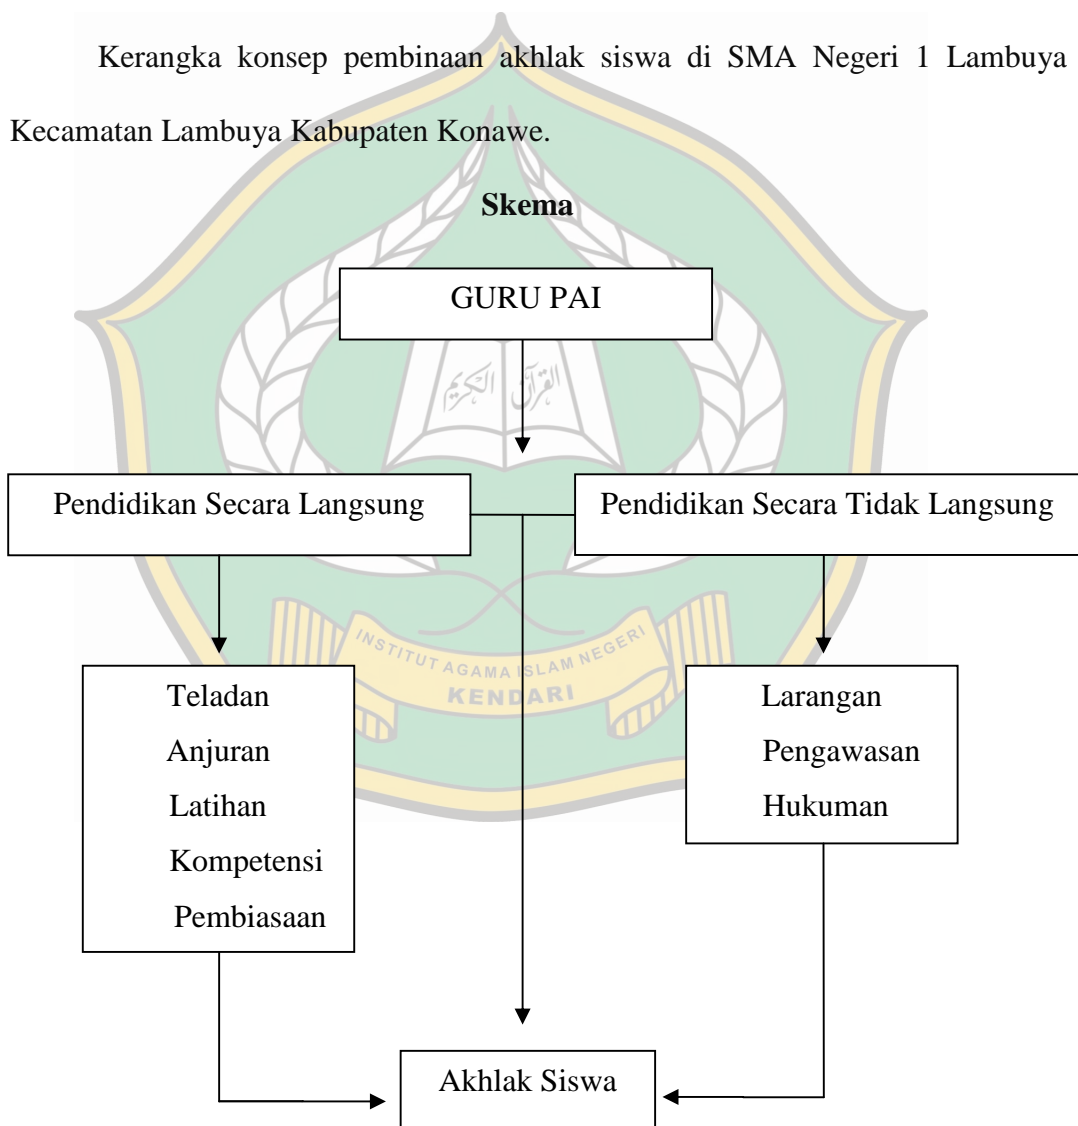 Kerangka konsep pembinaan akhlak siswa di SMA Negeri 1 Lambuya
Kecamatan Lambuya Kabupaten Konawe.
Skema
GURU PAI
القرآن الكريم
Pendidikan Secara Langsung
Pendidikan Secara Tidak Langsung
INSTITUT AGAMA ISLAM NEGERI
KENDARI
Teladan
Anjuran
Latihan
Kompetensi
Pembiasaan
Larangan
Pengawasan
Hukuman
Akhlak Siswa